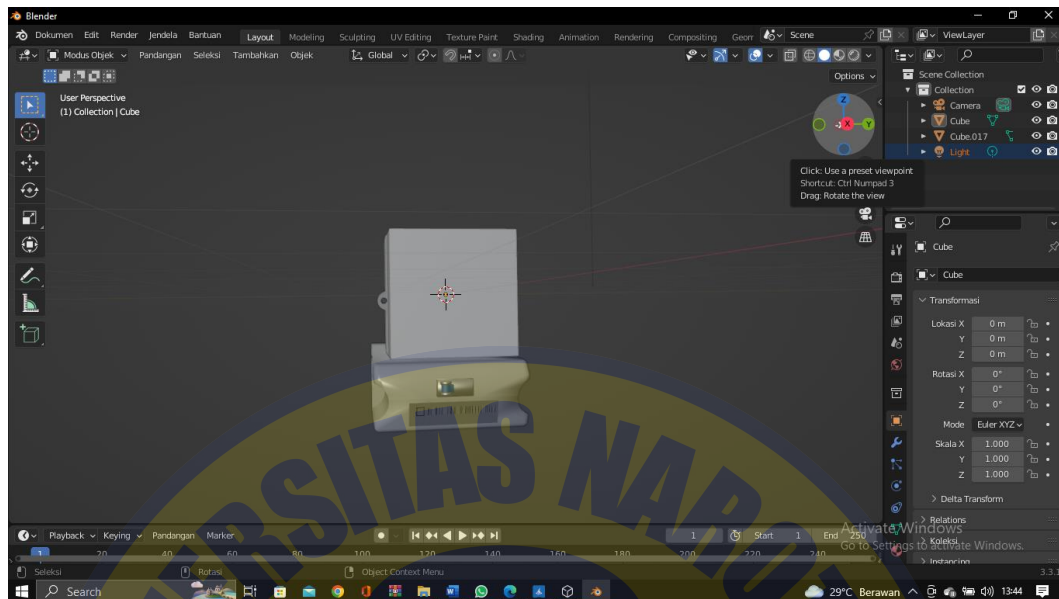 Blender
Dokumen Edit Render Jendela Bantuan Layout Modeling Sculpting UV Editing Texture Paint Shading Animation Rendering Compositing Geom Scene ViewLayer
Modus Objek Pandangan Seleksi Tambahkan Objek Global
Options
User Perspective
(1) Collection | Cube
Z
X
Y
Click: Use a preset viewpoint
Shortcut: Ctrl Numpad 3
Drag: Rotate the view
Scene Collection
Collection
Camera
Cube
Cube.017
Light
Cube
Cube
Transformasi
Lokasi X 0 m
Y 0 m
Z 0 m
Rotasi X 0°
Y 0°
Z 0°
Mode Euler XYZ
Skala X 1.000
Y 1.000
Z 1.000
Delta Transform
Relations
Koleksi
Instancing
ERSITAS NARO
Activate Windows
Go to Settings to activate Windows.
Playback Keying Pandangan Marker 1 Start 1 End 250
1 20 40 60 80 100 120 140 160 180 200 220 240
Seleksi Rotasi Object Context Menu 3.3.1
Search 29°C Berawan 13:44